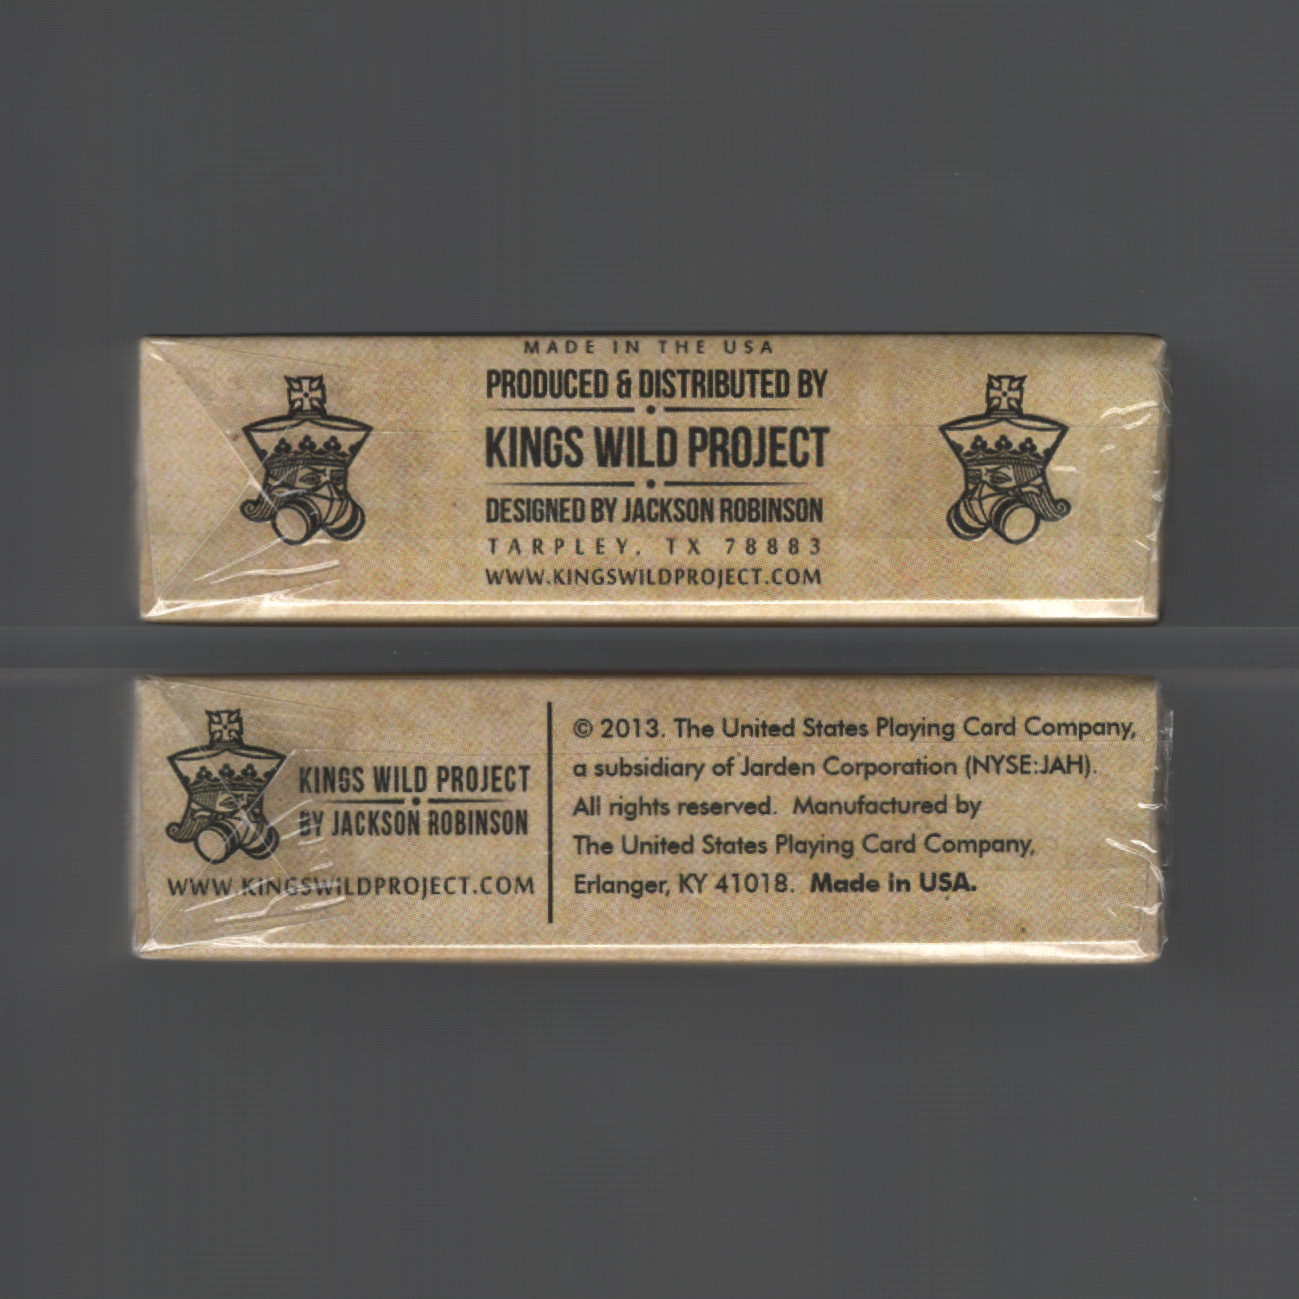 MADE IN THE USA
PRODUCED & DISTRIBUTED BY
KINGS WILD PROJECT
DESIGNED BY JACKSON ROBINSON
TARPLEY, TX 78883
WWW.KINGSWILDPROJECT.COM
KINGS WILD PROJECT
BY JACKSON ROBINSON
WWW.KINGSWILDPROJECT.COM
© 2013. The United States Playing Card Company,
a subsidiary of Jarden Corporation (NYSE:JAH).
All rights reserved. Manufactured by
The United States Playing Card Company,
Erlanger, KY 41018. Made in USA.